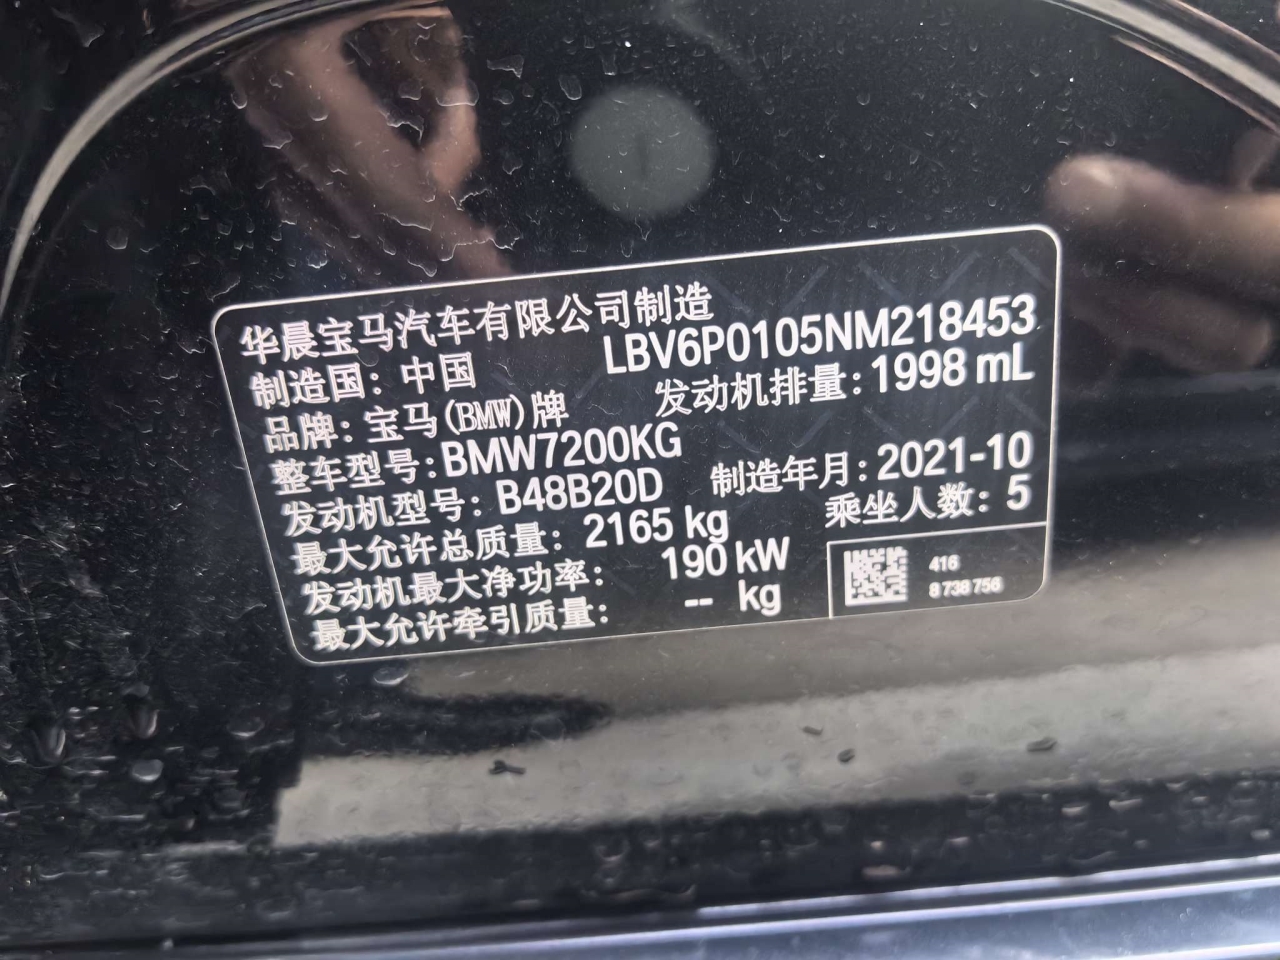 华晨宝马汽车有限公司制造
制造国：中国 LBV6P0105NM218453
品牌：宝马(BMW)牌 发动机排量：1998 mL
整车型号：BMW7200KG
发动机型号：B48B20D 制造年月：2021-10
最大允许总质量：2165 kg 乘坐人数：5
发动机最大净功率： 190 kW
最大允许牵引质量： -- kg
416
8 738 756